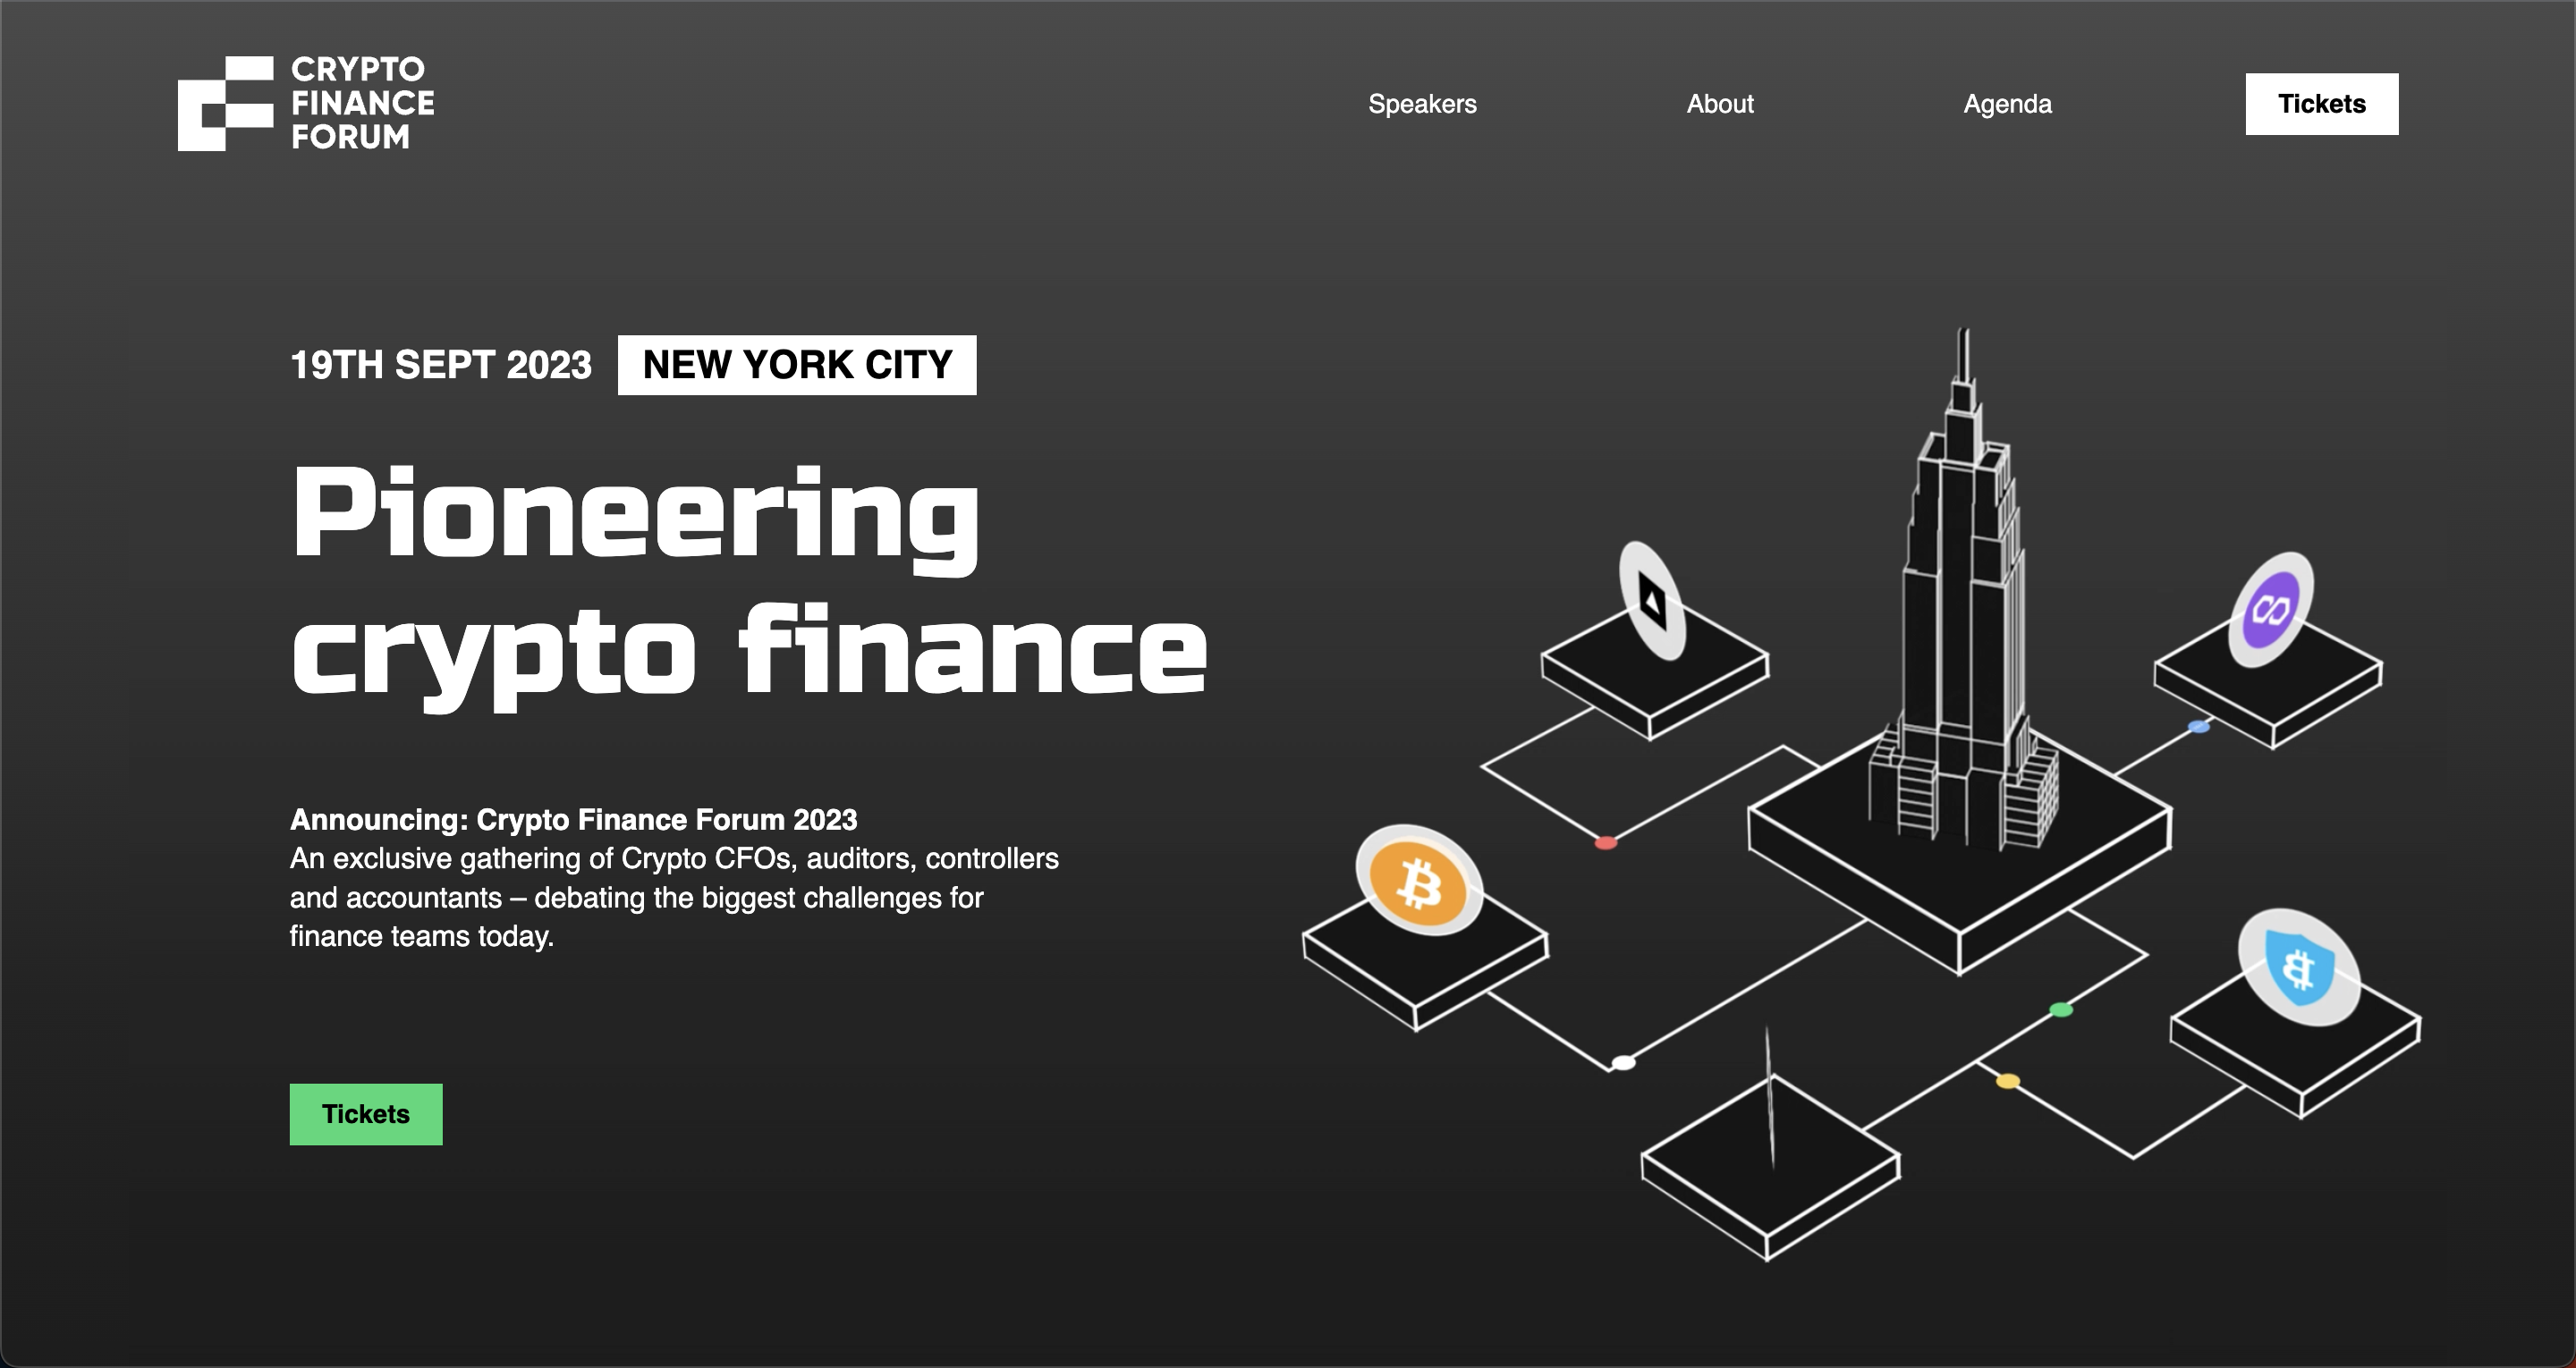 CRYPTO
FINANCE
FORUM
Speakers
About
Agenda
Tickets
19TH SEPT 2023
NEW YORK CITY
Pioneering
crypto finance
Announcing: Crypto Finance Forum 2023
An exclusive gathering of Crypto CFOs, auditors, controllers
and accountants – debating the biggest challenges for
finance teams today.
Tickets